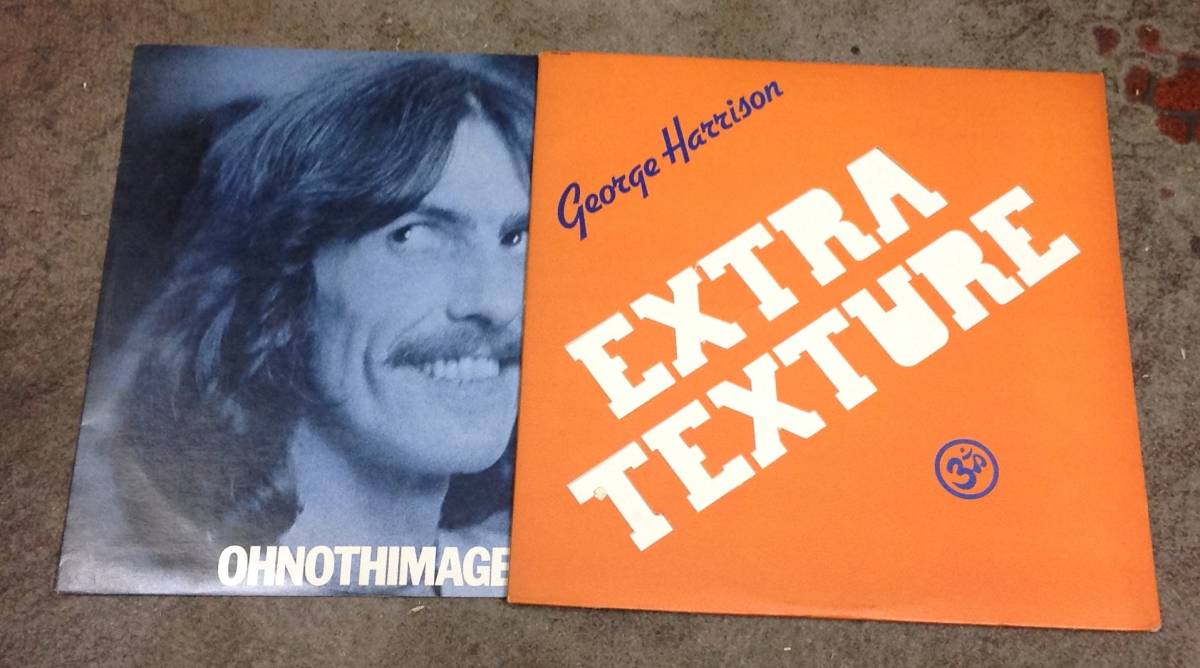 OHNOTHIMAGE
George Harrison
EXTRA
TEXTURE
ॐ